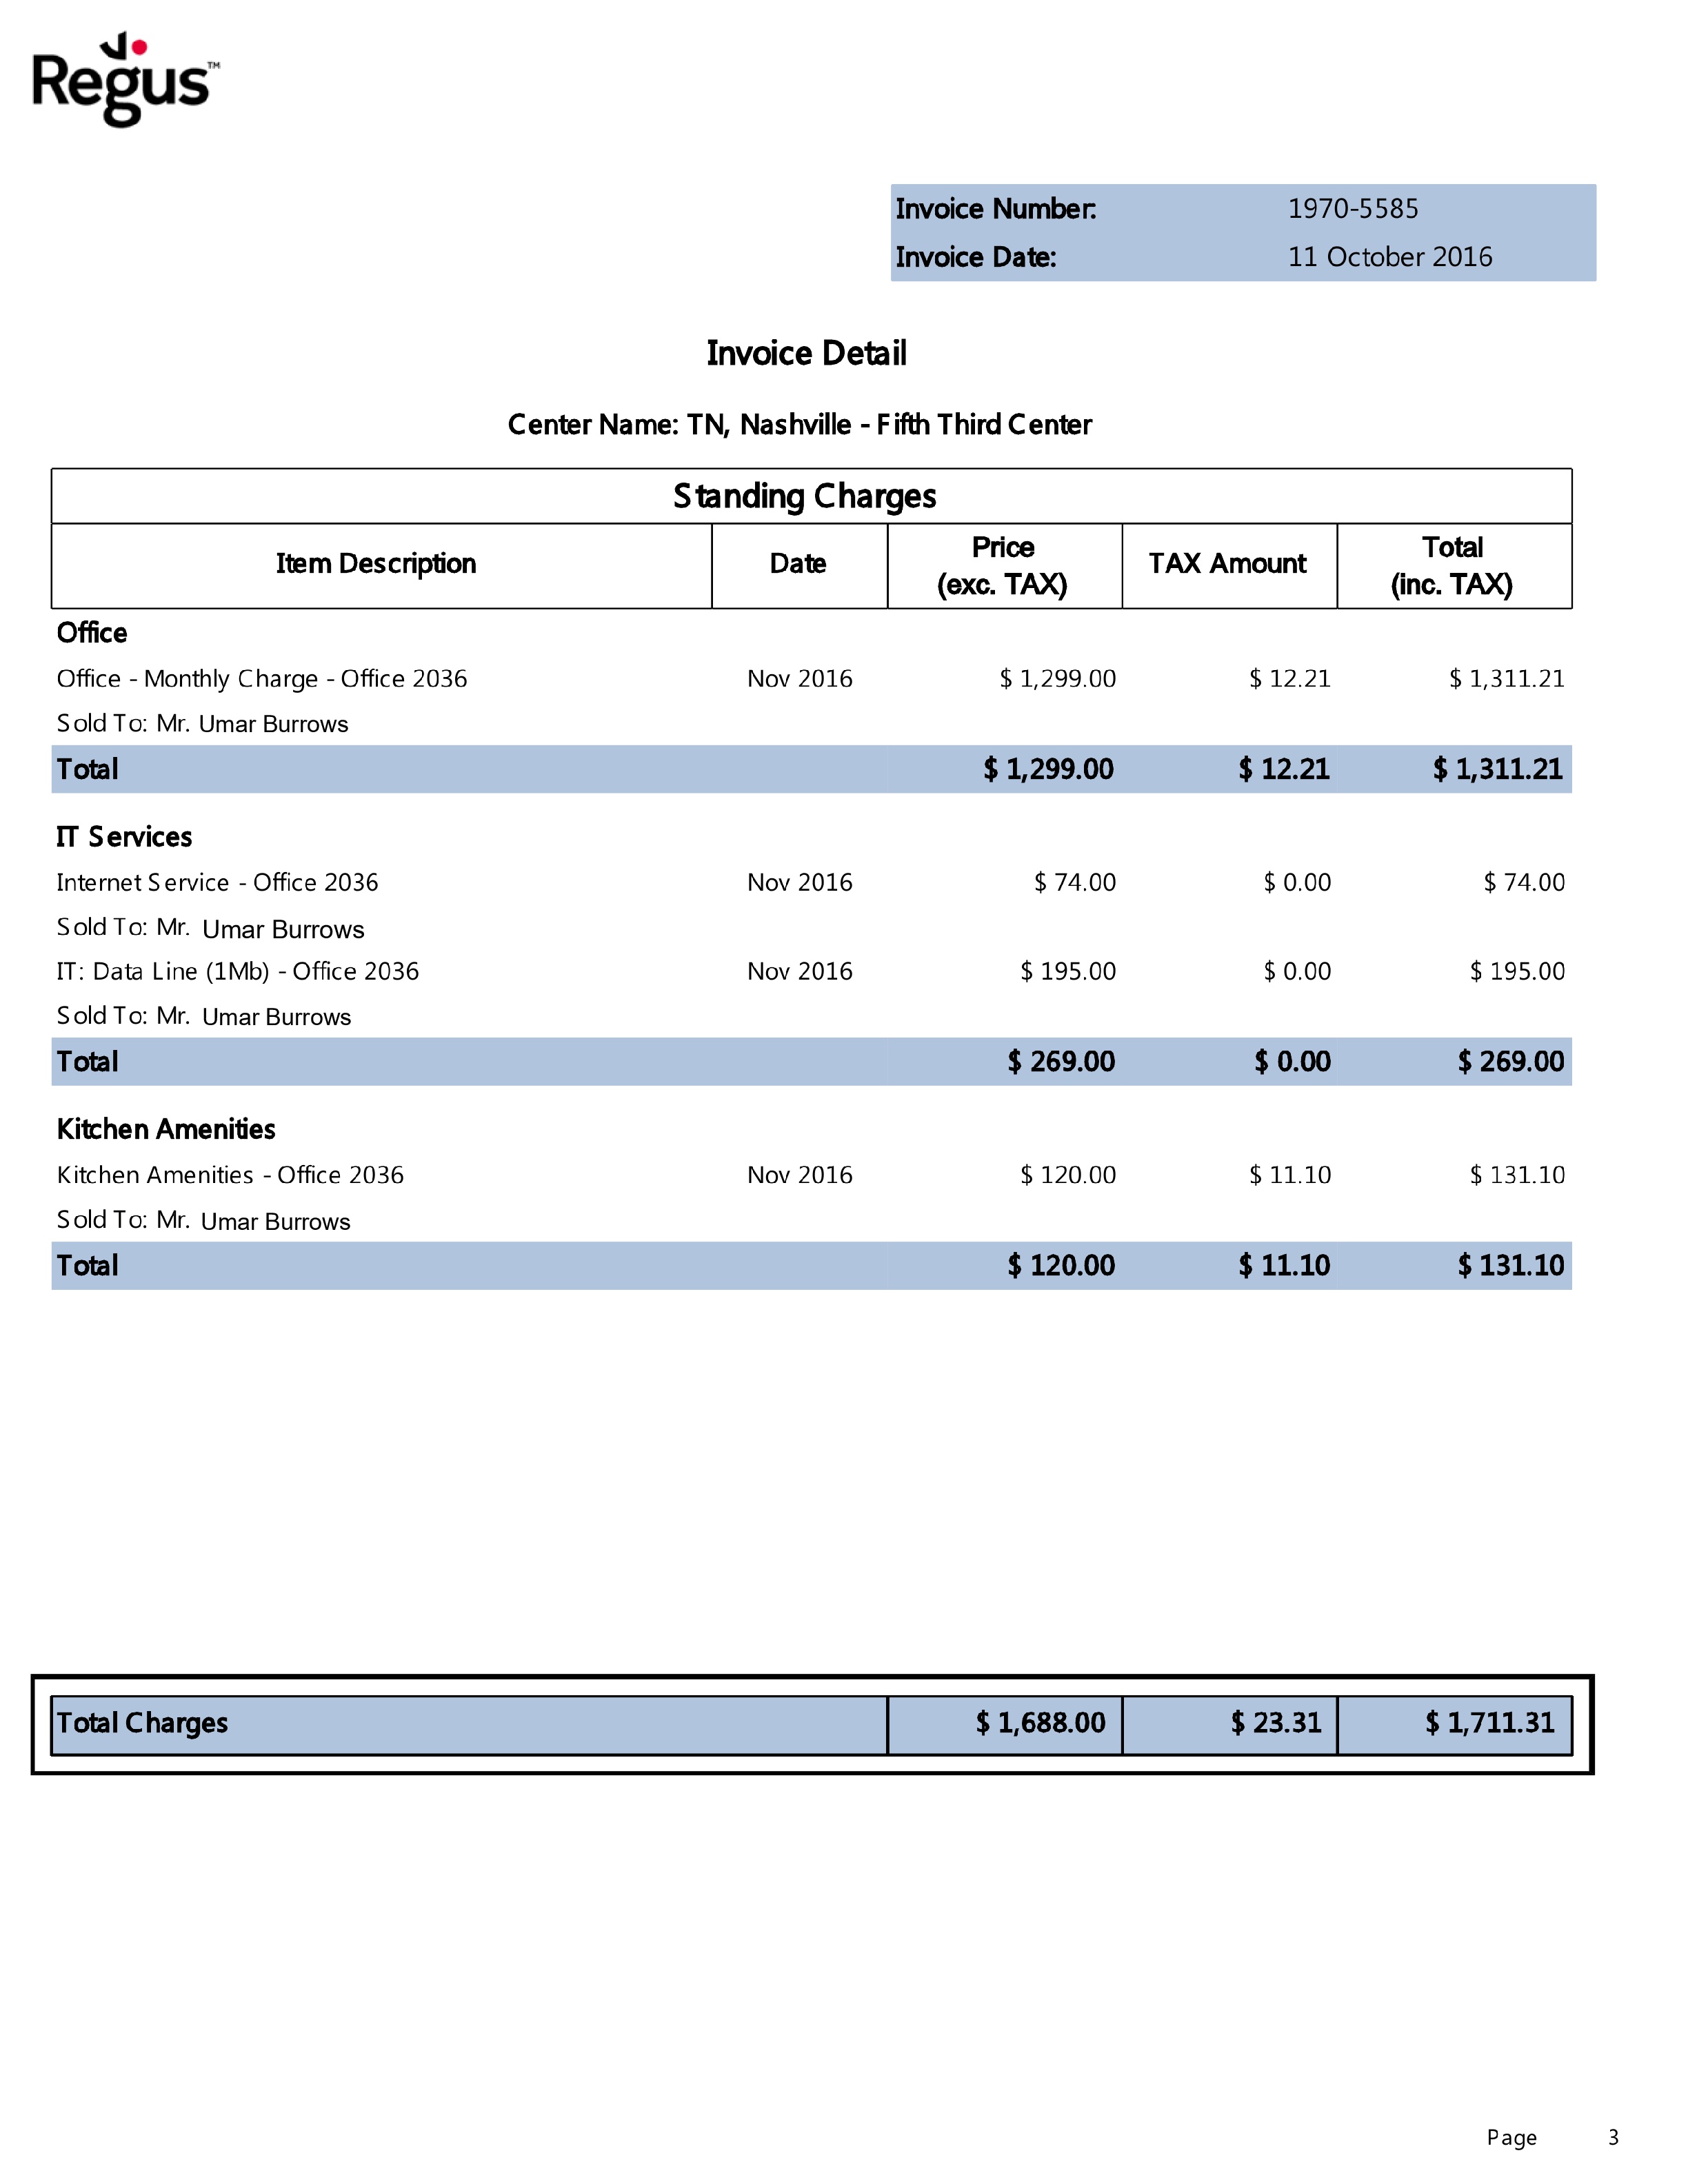 Regus™
Invoice Number: 1970-5585
Invoice Date: 11 October 2016
Invoice Detail
Center Name: TN, Nashville - Fifth Third Center
Standing Charges
Item Description Date Price (exc. TAX) TAX Amount Total (inc. TAX)
Office
Office - Monthly Charge - Office 2036 Nov 2016 $ 1,299.00 $ 12.21 $ 1,311.21
Sold To: Mr. Umar Burrows
Total $ 1,299.00 $ 12.21 $ 1,311.21
IT Services
Internet Service - Office 2036 Nov 2016 $ 74.00 $ 0.00 $ 74.00
Sold To: Mr. Umar Burrows
IT: Data Line (1Mb) - Office 2036 Nov 2016 $ 195.00 $ 0.00 $ 195.00
Sold To: Mr. Umar Burrows
Total $ 269.00 $ 0.00 $ 269.00
Kitchen Amenities
Kitchen Amenities - Office 2036 Nov 2016 $ 120.00 $ 11.10 $ 131.10
Sold To: Mr. Umar Burrows
Total $ 120.00 $ 11.10 $ 131.10
Total Charges $ 1,688.00 $ 23.31 $ 1,711.31
Page 3